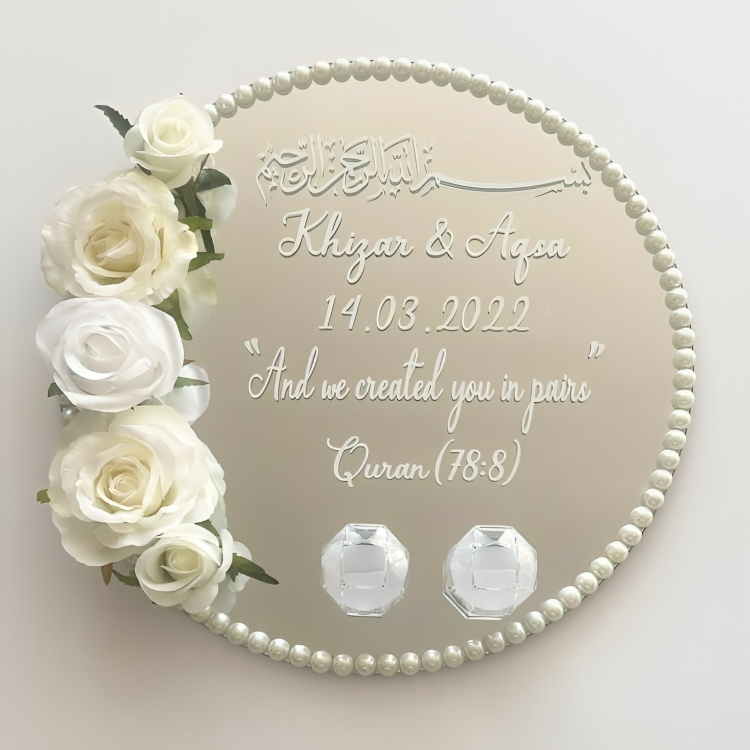 بسم الله الرحمن الرحيم
Khizar & Aqsa
14.03.2022
"And we created you in pairs"
Quran (78:8)